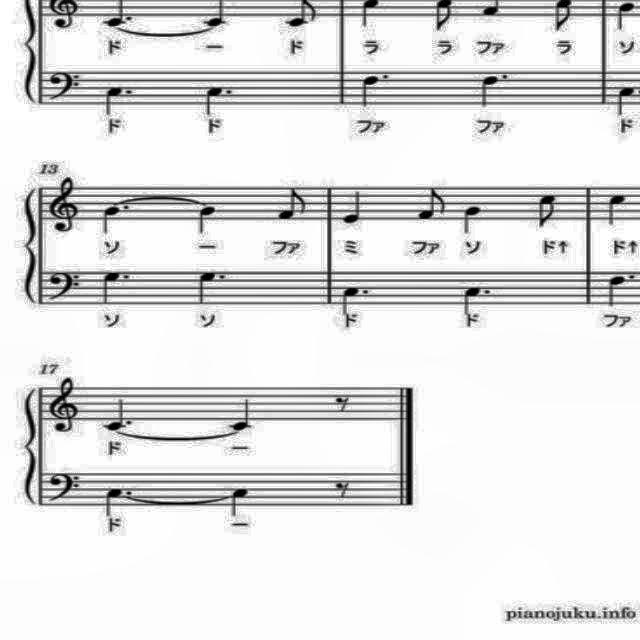 ド ー ド ラ ラ ファ ラ ソ
ド ド ファ ファ ド
13
ソ ー ファ ミ ファ ソ ド↑ ド↑
ソ ソ ド ド ファ
17
ド ー
ド ー
pianojuku.info